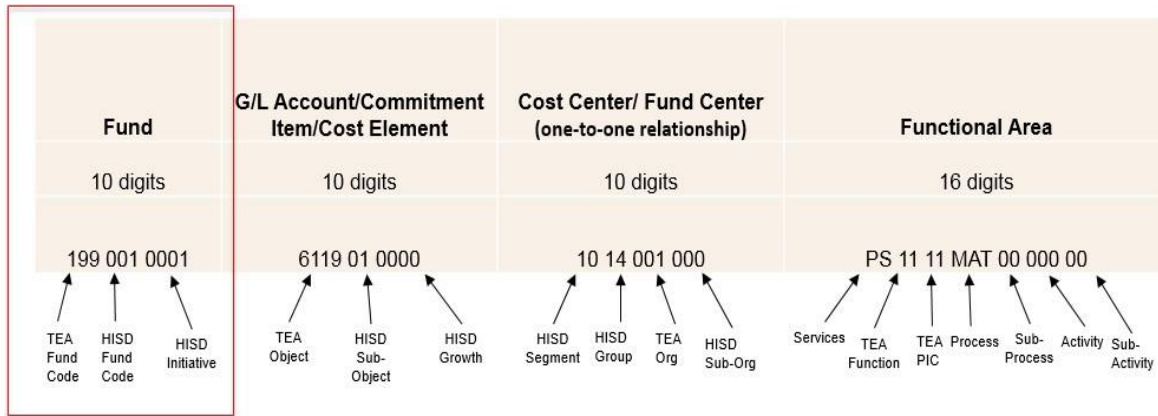 Fund
G/L Account/Commitment
Item/Cost Element
Cost Center/ Fund Center
(one-to-one relationship)
Functional Area
10 digits
10 digits
10 digits
16 digits
199 001 0001
6119 01 0000
10 14 001 000
PS 11 11 MAT 00 000 00
TEA
Fund
Code
HISD
Fund
Code
HISD
Initiative
TEA
Object
HISD
Sub-
Object
HISD
Growth
HISD
Segment
HISD
Group
TEA
Org
HISD
Sub-Org
Services
TEA
Function
TEA
PIC
Process
Sub-
Process
Activity
Sub-
Activity